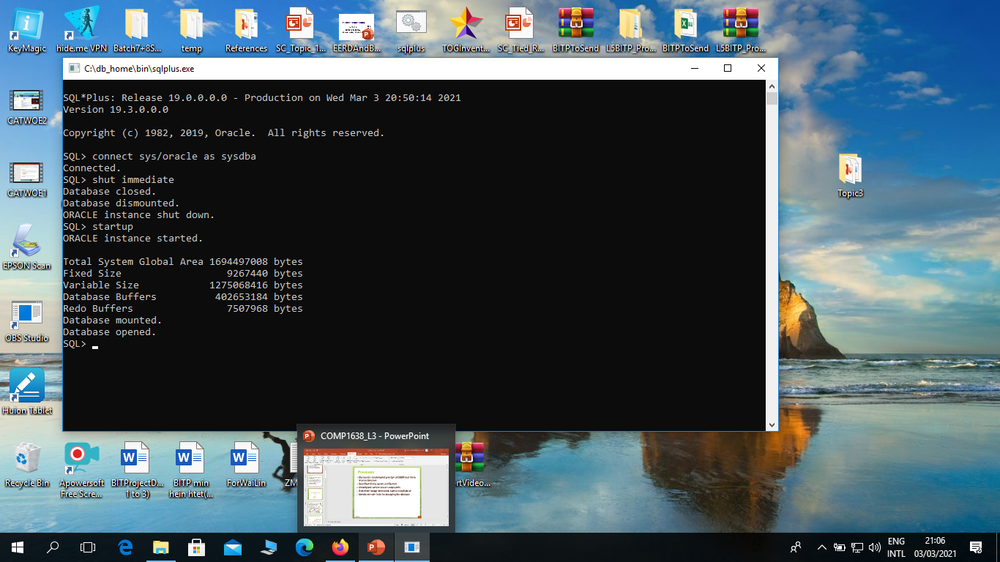 KeyMagic
hide.me VPN
Batch7+8S...
temp
References
SC_Topic_1...
EERDAndB...
sqlplus
TOGInvent...
SC_Tied_R...
BITPToSend
L5BITP_Pro...
BITPToSend
L5BITP_Pro...
C:\db_home\bin\sqlplus.exe
SQL*Plus: Release 19.0.0.0.0 - Production on Wed Mar 3 20:50:14 2021
Version 19.3.0.0.0
Copyright (c) 1982, 2019, Oracle.  All rights reserved.
SQL> connect sys/oracle as sysdba
Connected.
SQL> shut immediate
Database closed.
Database dismounted.
ORACLE instance shut down.
SQL> startup
ORACLE instance started.
Total System Global Area 1694497008 bytes
Fixed Size                  9267440 bytes
Variable Size            1275068416 bytes
Database Buffers          402653184 bytes
Redo Buffers                7507968 bytes
Database mounted.
Database opened.
SQL>
CATWOE2
CATWOE1
EPSON Scan
OBS Studio
Huion Tablet
Topic3
COMP1638_L3 - PowerPoint
Previously
Recycle Bin
Apowersoft
Free Scre...
BITProjectD...
1 to 3)
BITP min
hein htet(...
ForWaiLin
ZM
rtVideo...
ENG
INTL
21:06
03/03/2021